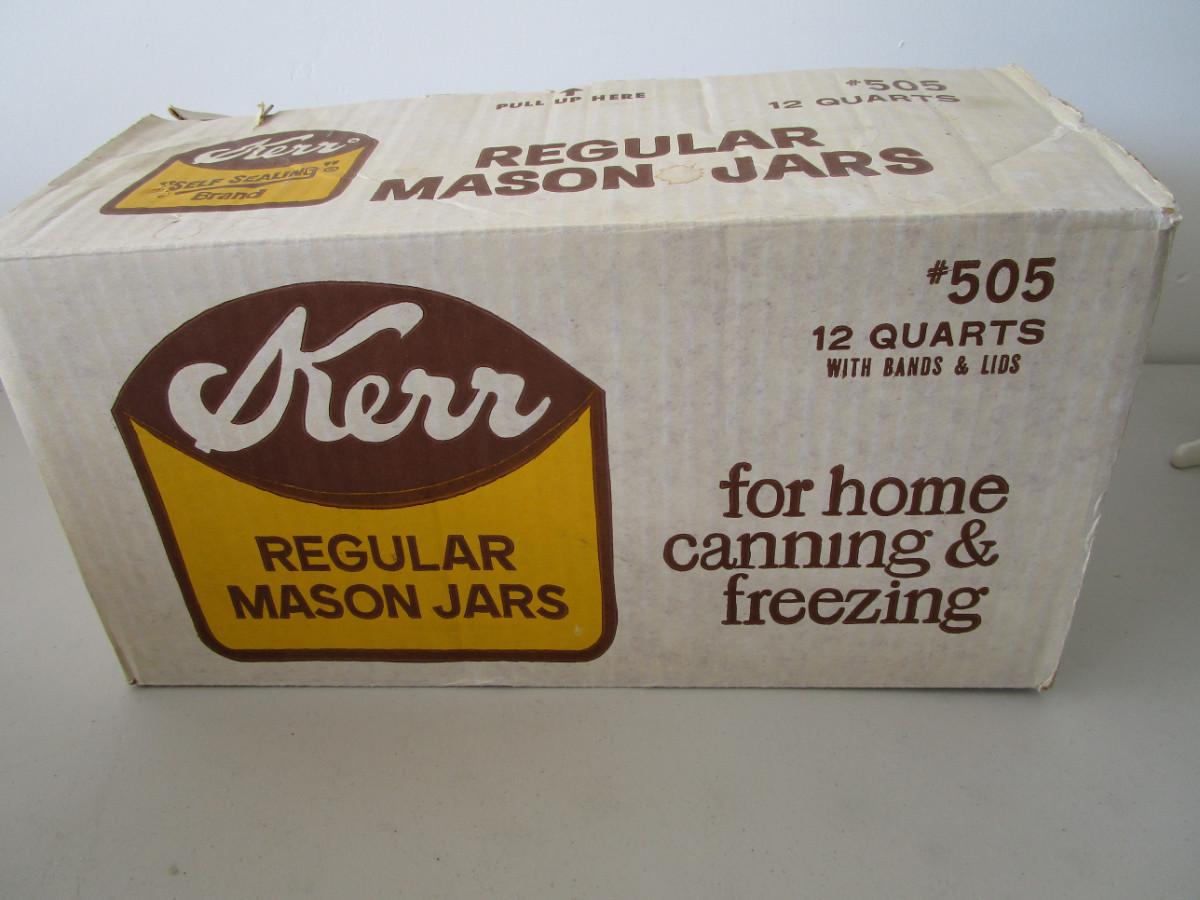 PULL UP HERE
#505
12 QUARTS
Kerr®
"SELF SEALING"®
Brand
REGULAR
MASON JARS
Kerr
REGULAR
MASON JARS
#505
12 QUARTS
WITH BANDS & LIDS
for home
canning &
freezing